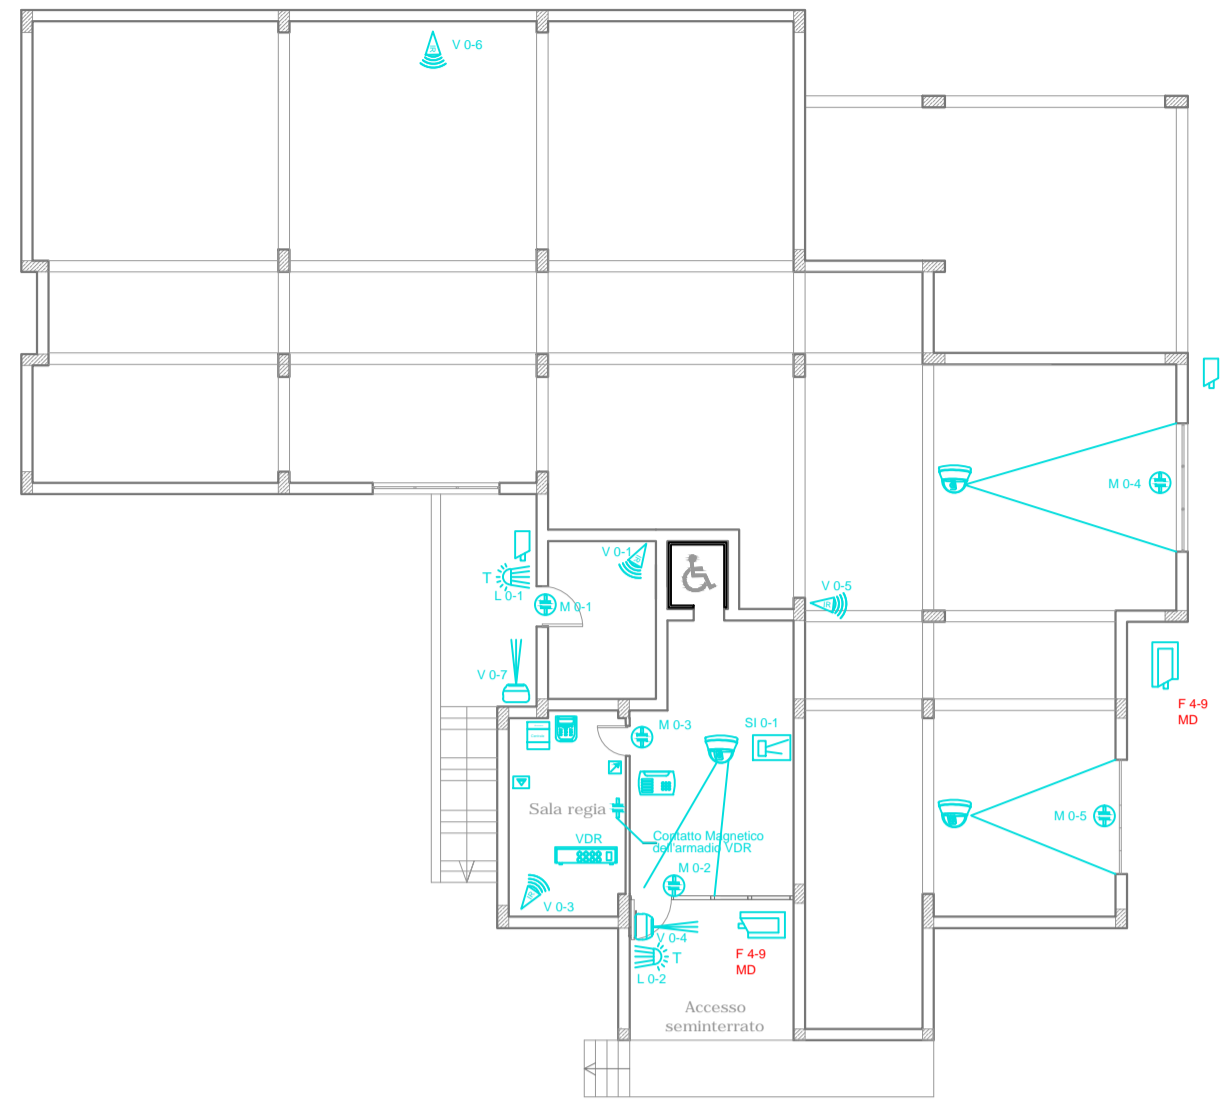 V 0-6
M 0-4
V 0-1
T
L 0-1
M 0-1
V 0-5
V 0-7
F 4-9
MD
M 0-3
SI 0-1
Sala regia
VDR
Contatto Magnetico
dell'armadio VDR
M 0-5
M 0-2
V 0-3
V 0-4
T
L 0-2
F 4-9
MD
Accesso
seminterrato